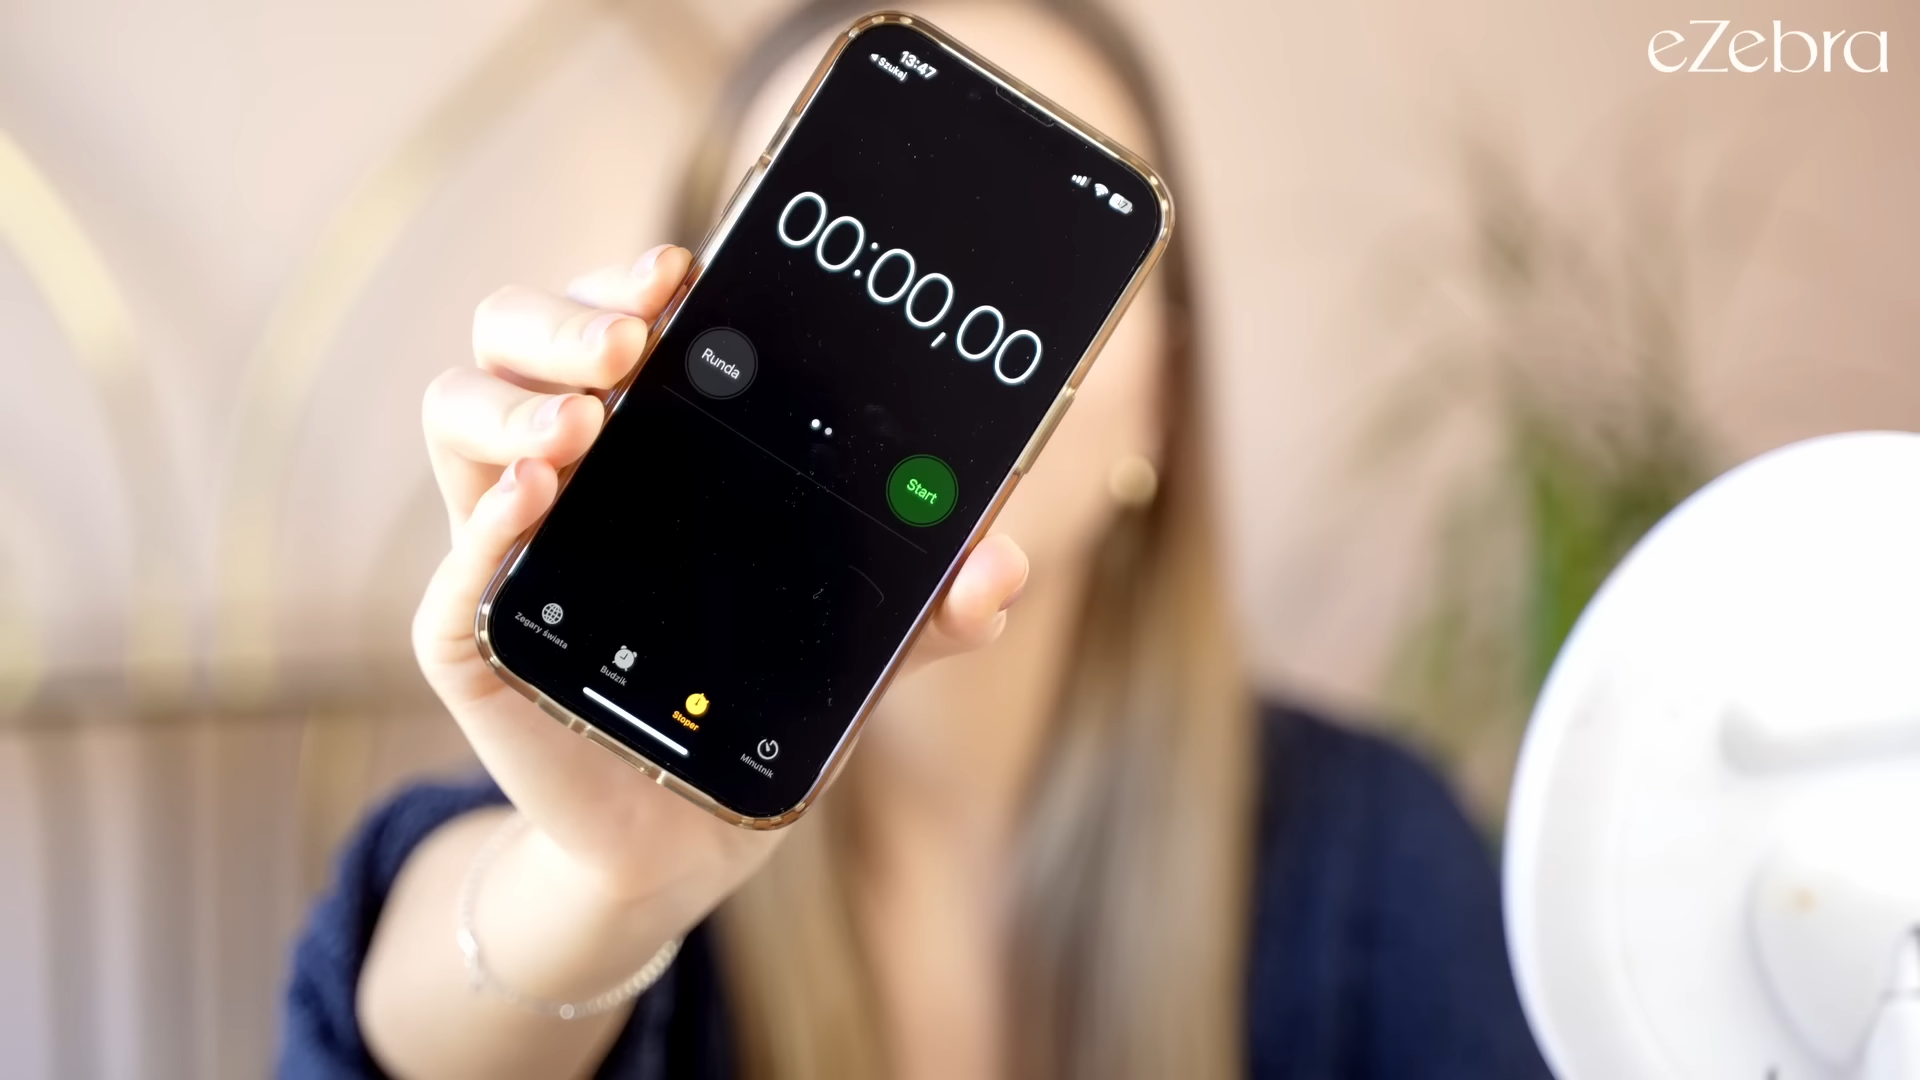 eZebra
13:47
Szukaj
00:00,00
Runda
Start
Zegary świata
Budzik
Stoper
Minutnik